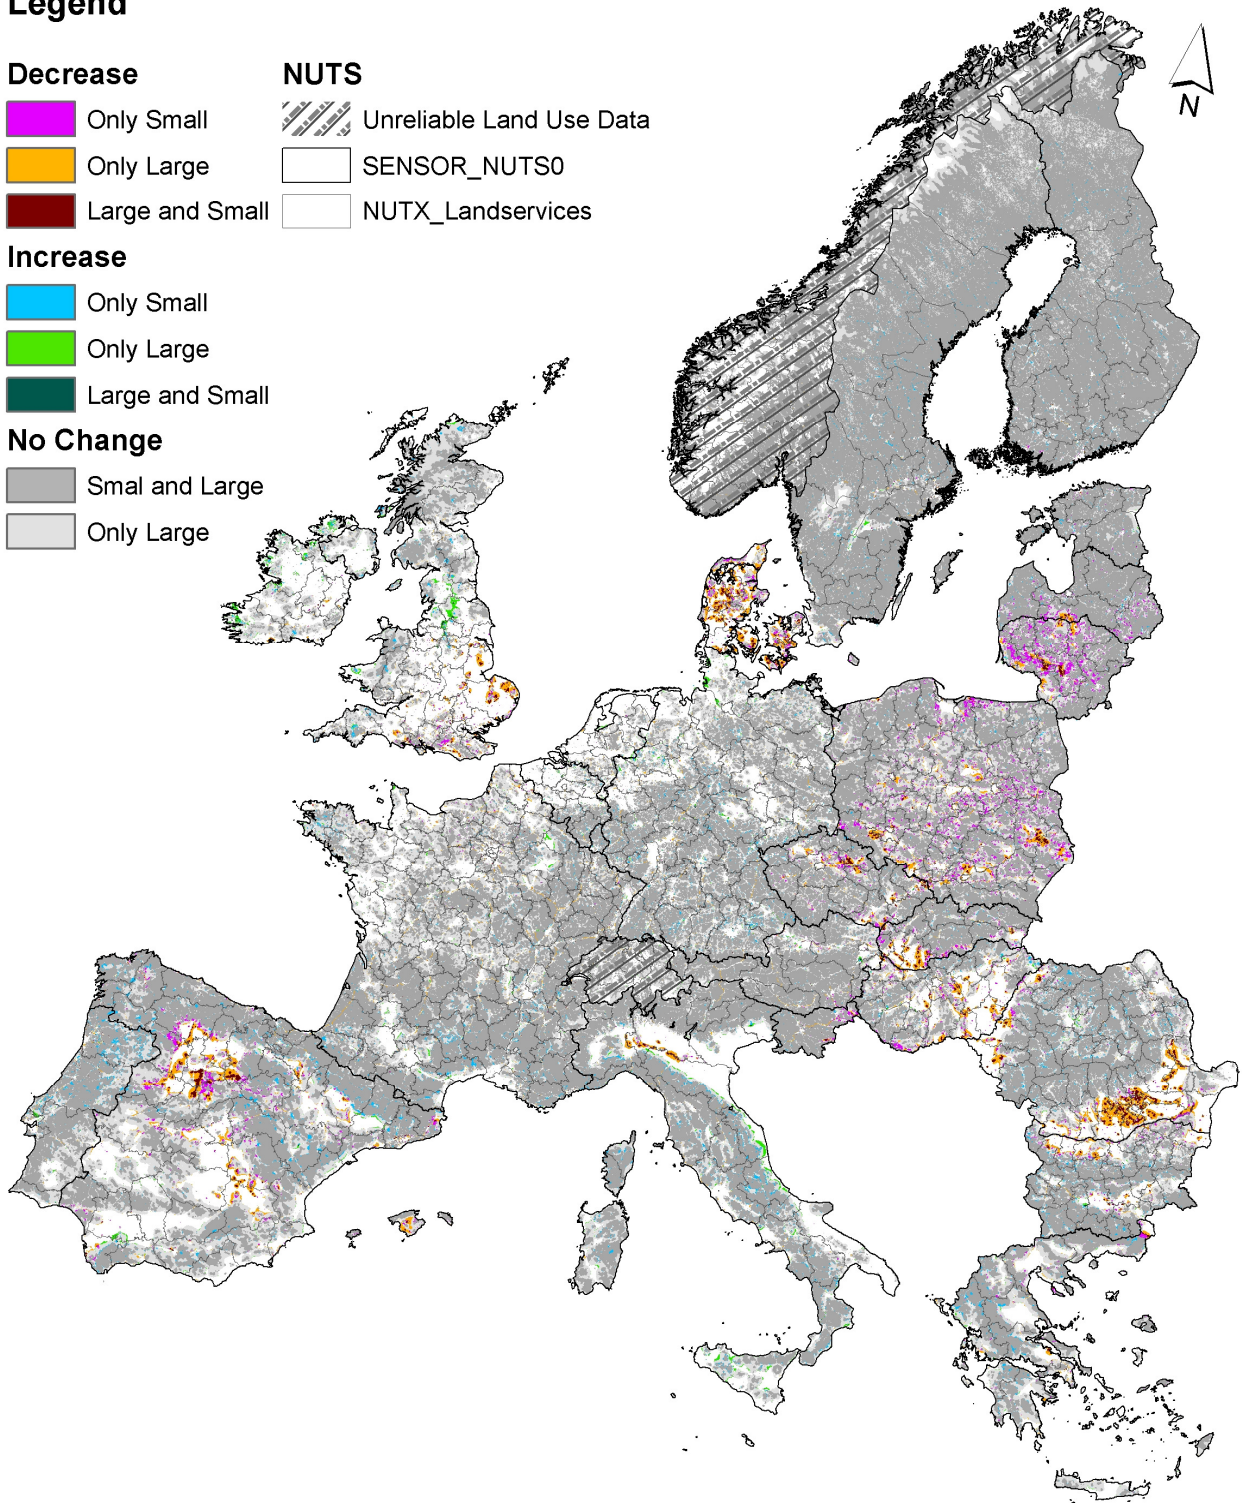 Legend
Decrease
Only Small
Only Large
Large and Small
Increase
Only Small
Only Large
Large and Small
No Change
Smal and Large
Only Large
NUTS
Unreliable Land Use Data
SENSOR_NUTS0
NUTX_Landservices
N